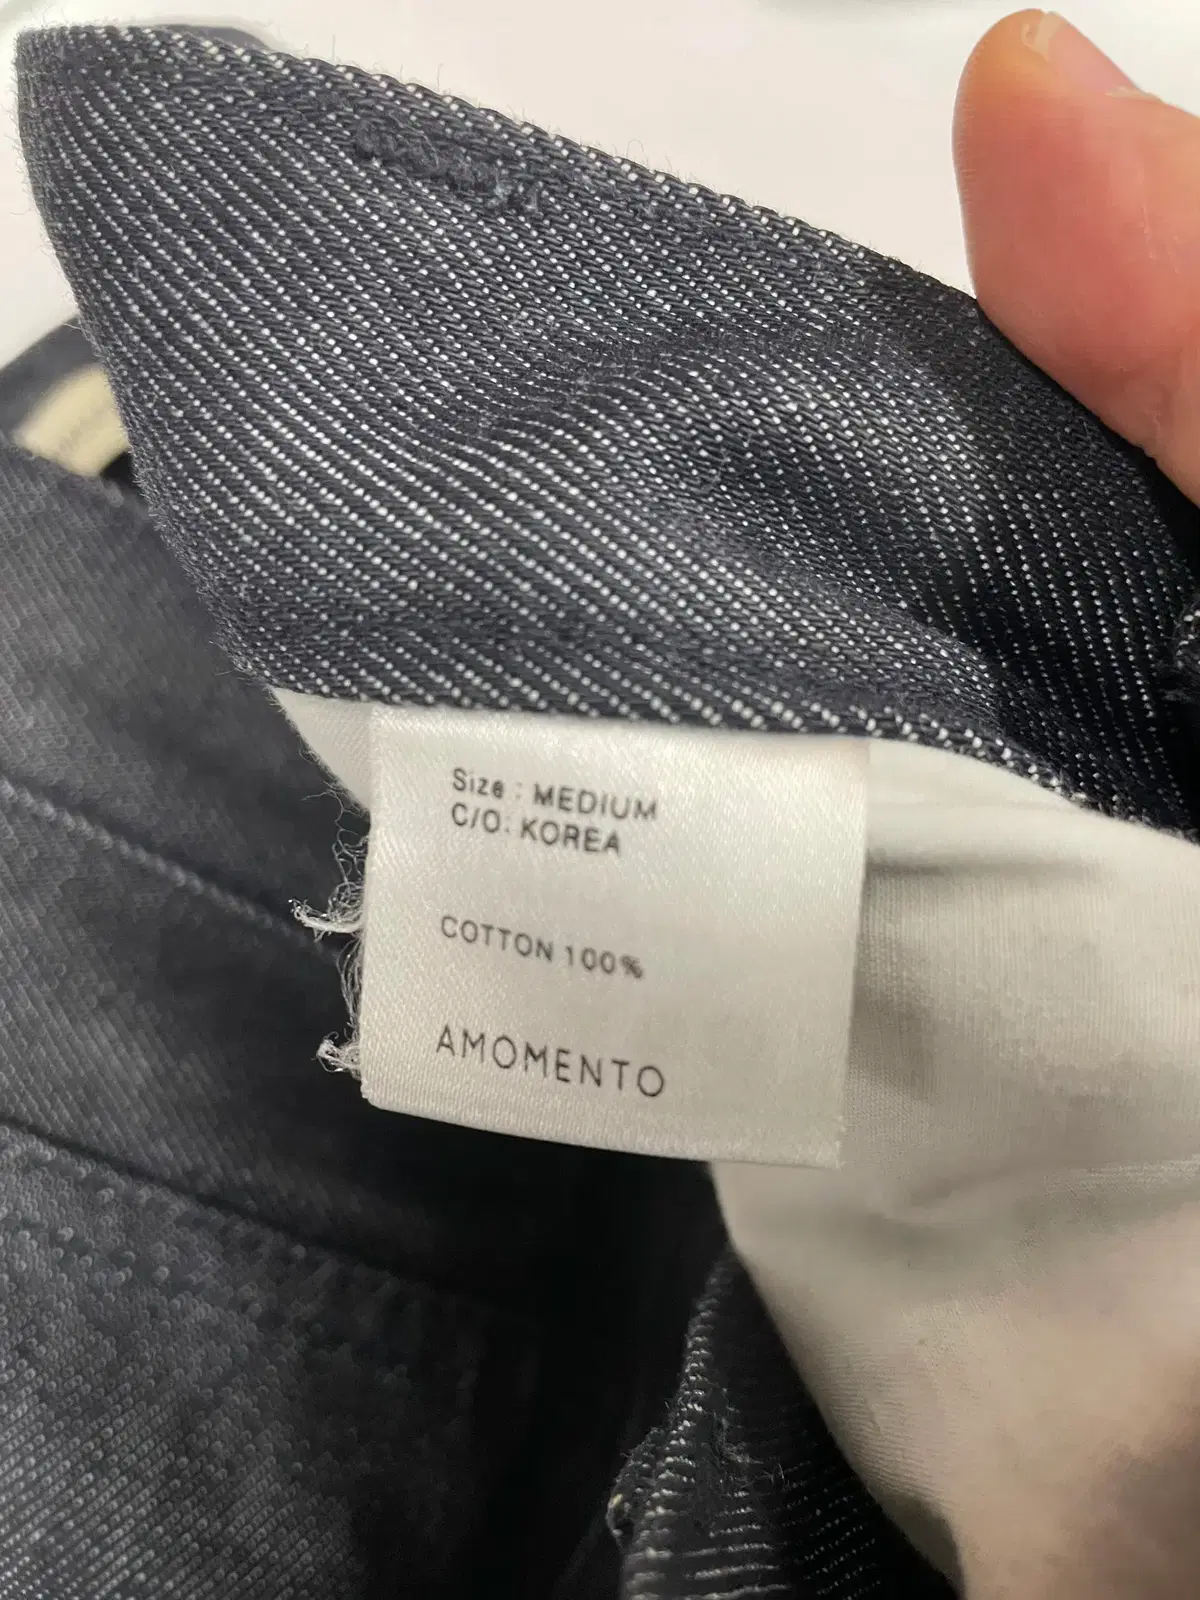 Size : MEDIUM
C/O: KOREA
COTTON 100%
AMOMENTO